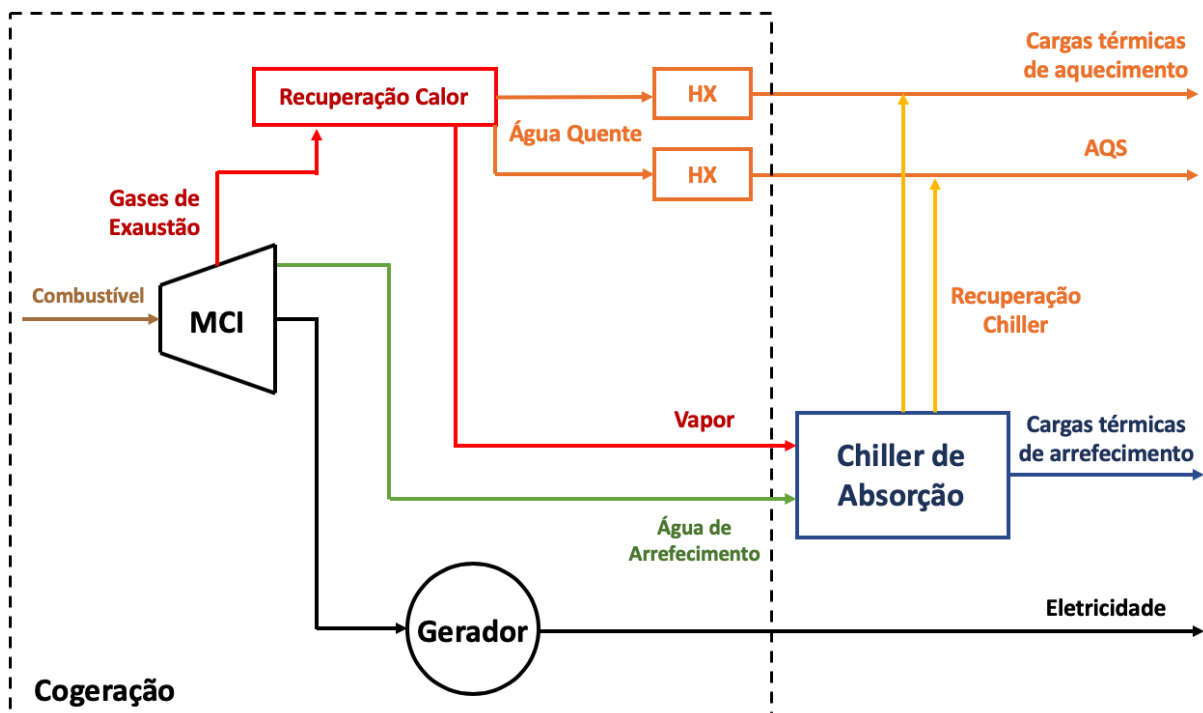 Cargas térmicas
de aquecimento
Recuperação Calor
HX
Água Quente
AQS
HX
Gases de
Exaustão
Combustível
MCI
Recuperação
Chiller
Vapor
Cargas térmicas
de arrefecimento
Chiller de
Absorção
Água de
Arrefecimento
Eletricidade
Gerador
Cogeração